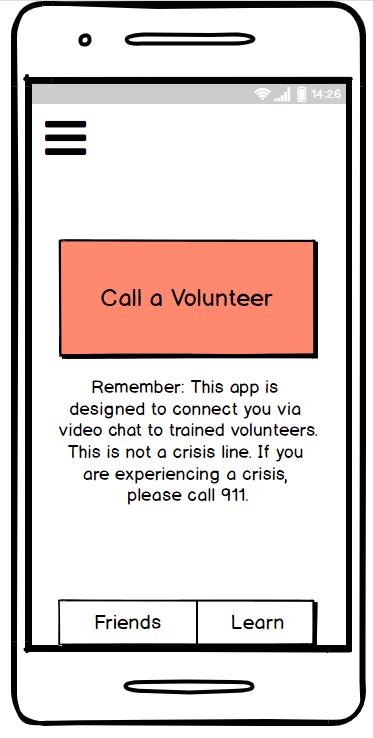 14:26
Call a Volunteer
Remember: This app is
designed to connect you via
video chat to trained volunteers.
This is not a crisis line. If you
are experiencing a crisis,
please call 911.
Friends
Learn